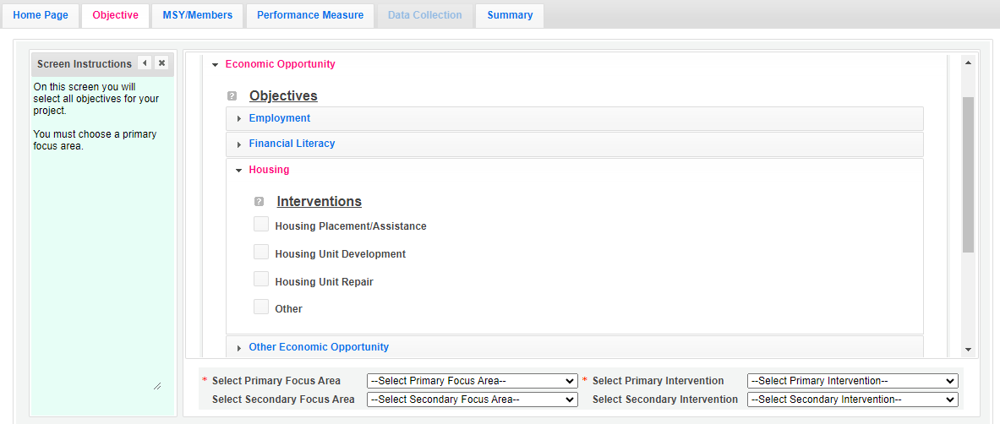 Home Page Objective MSY/Members Performance Measure Data Collection Summary
Screen Instructions
On this screen you will
select all objectives for your
project.
You must choose a primary
focus area.
Economic Opportunity
Objectives
Employment
Financial Literacy
Housing
Interventions
Housing Placement/Assistance
Housing Unit Development
Housing Unit Repair
Other
Other Economic Opportunity
* Select Primary Focus Area --Select Primary Focus Area-- * Select Primary Intervention --Select Primary Intervention--
Select Secondary Focus Area --Select Secondary Focus Area-- Select Secondary Intervention --Select Secondary Intervention--